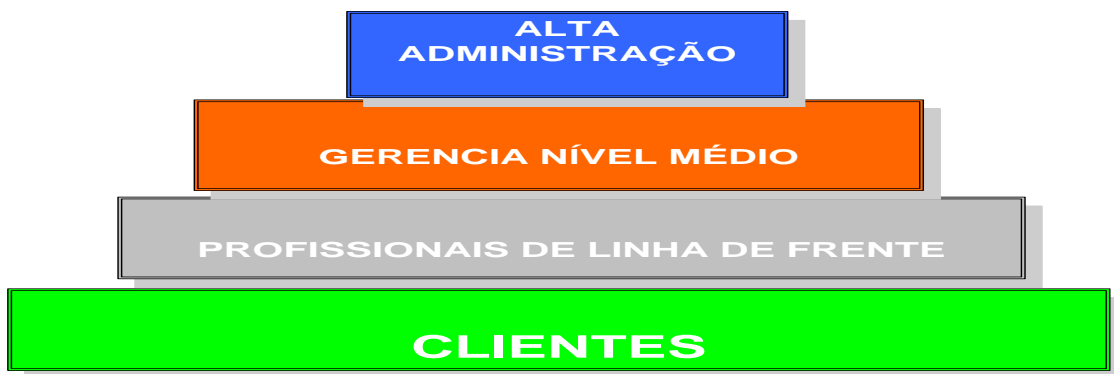 ALTA
ADMINISTRAÇÃO
GERENCIA NÍVEL MÉDIO
PROFISSIONAIS DE LINHA DE FRENTE
CLIENTES